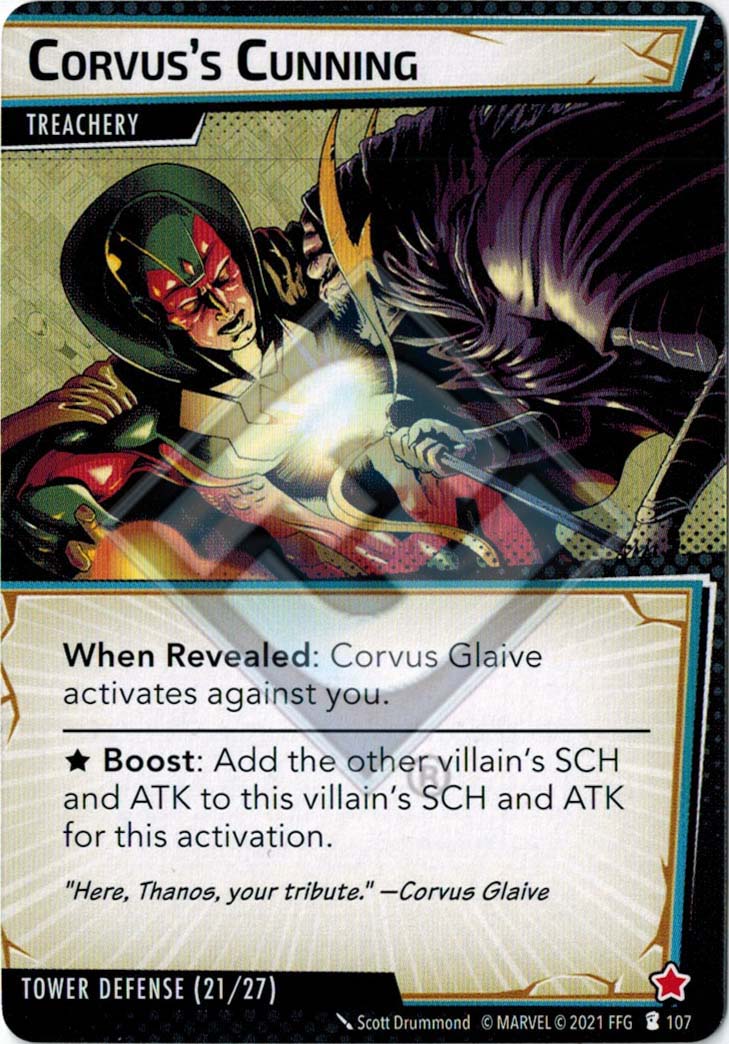 CORVUS'S CUNNING
TREACHERY
When Revealed: Corvus Glaive
activates against you.
★ Boost: Add the other villain's SCH
and ATK to this villain's SCH and ATK
for this activation.
"Here, Thanos, your tribute." —Corvus Glaive
TOWER DEFENSE (21/27)
Scott Drummond © MARVEL © 2021 FFG 107
®